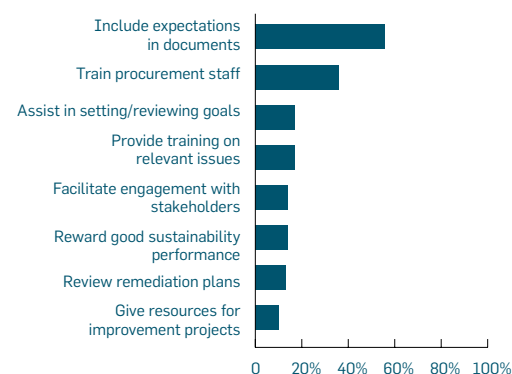 Include expectations
in documents
Train procurement staff
Assist in setting/reviewing goals
Provide training on
relevant issues
Facilitate engagement with
stakeholders
Reward good sustainability
performance
Review remediation plans
Give resources for
improvement projects
0 20% 40% 60% 80% 100%